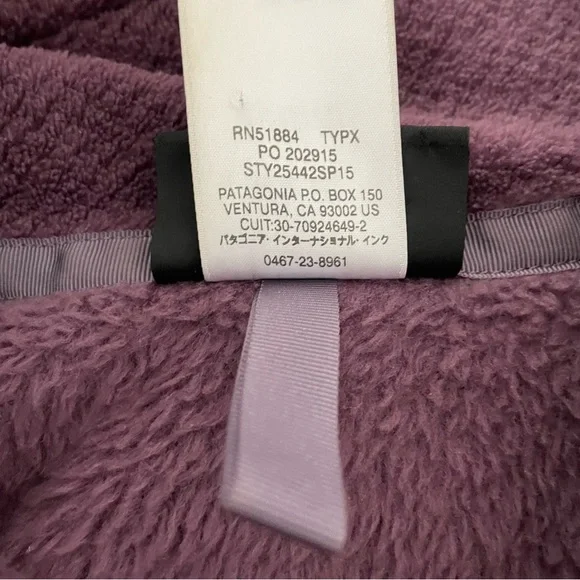 RN51884 TYPX
PO 202915
STY25442SP15
PATAGONIA P.O. BOX 150
VENTURA, CA 93002 US
CUIT:30-70924649-2
パタゴニア・インターナショナル・インク
0467-23-8961